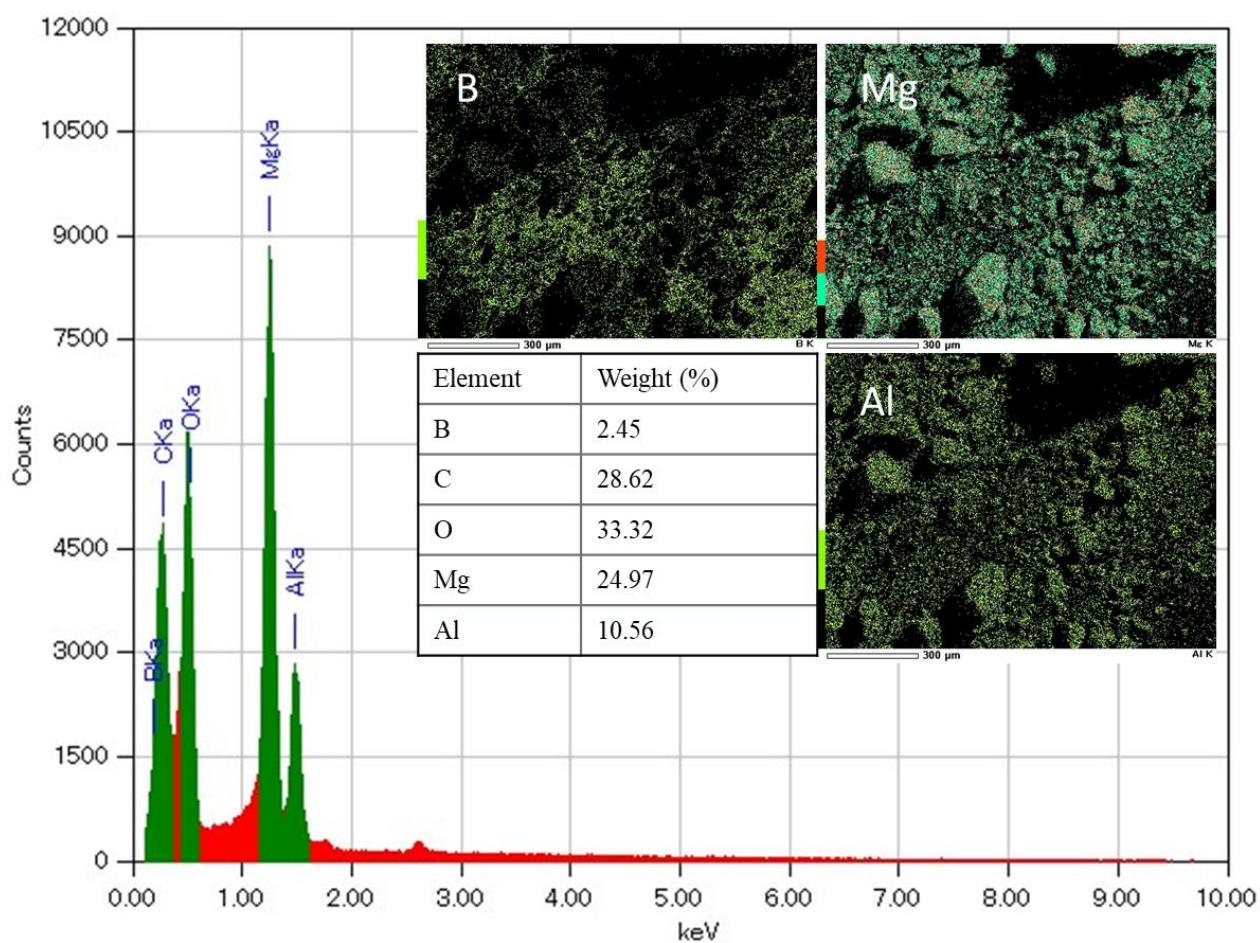 12000
10500
9000
7500
6000
4500
3000
1500
0
Counts
BKa
CKa
OKa
MgKa
AlKa
B
300 μm
B K
Mg
Mg K
Al
300 μm
Al K
Element Weight (%)
B 2.45
C 28.62
O 33.32
Mg 24.97
Al 10.56
0.00 1.00 2.00 3.00 4.00 5.00 6.00 7.00 8.00 9.00 10.00
keV